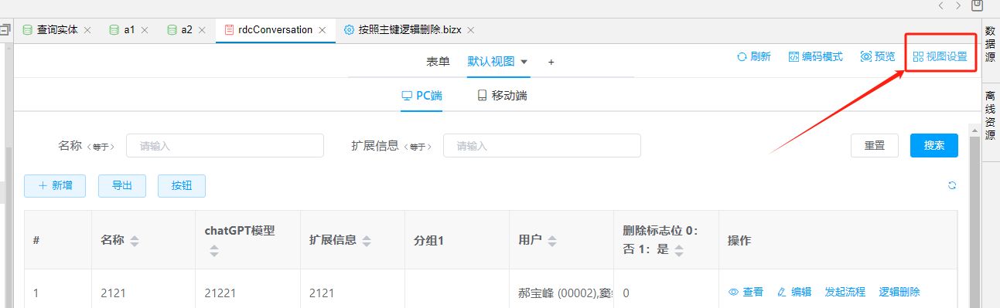 查询实体 a1 a2 rdcConversation 按照主键逻辑删除.bizx
数据源
离线资源
表单 默认视图 + 刷新 编码模式 预览 视图设置
PC端 移动端
名称 <等于> 请输入 扩展信息 <等于> 请输入 重置 搜索
+ 新增 导出 按钮
# 名称 chatGPT模型 扩展信息 分组1 用户 删除标志位 0：否 1：是 操作
1 2121 21221 2121 郝宝峰 (00002),窦 0 查看 编辑 发起流程 逻辑删除